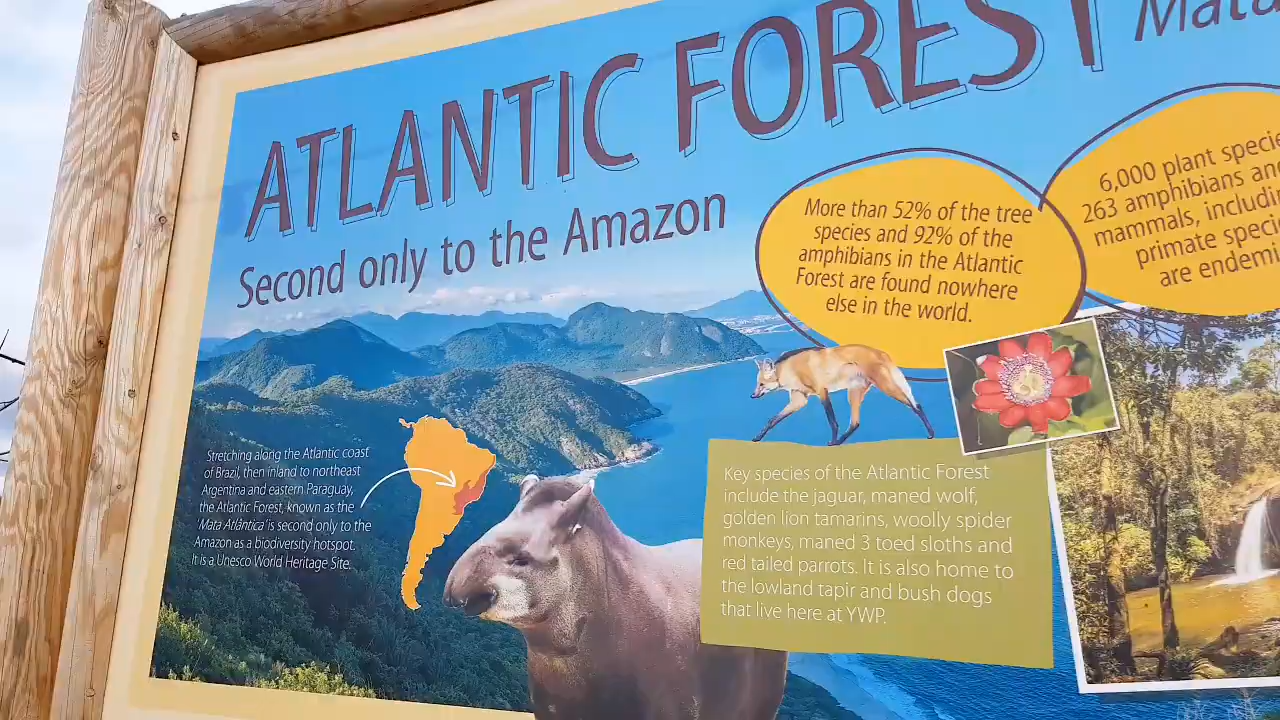 ATLANTIC FOREST
Mata
Second only to the Amazon
More than 52% of the tree
species and 92% of the
amphibians in the Atlantic
Forest are found nowhere
else in the world.
6,000 plant
263 amphibians
mammals,
primate
are
Stretching along the Atlantic coast
of Brazil, then inland to northeast
Argentina and eastern Paraguay,
the Atlantic Forest, known as the
'Mata Atlântica' is second only to the
Amazon as a biodiversity hotspot.
It is a Unesco World Heritage Site.
Key species of the Atlantic Forest
include the jaguar, maned wolf,
golden lion tamarins, woolly spider
monkeys, maned 3 toed sloths and
red tailed parrots. It is also home to
the lowland tapir and bush dogs
that live here at YWP.